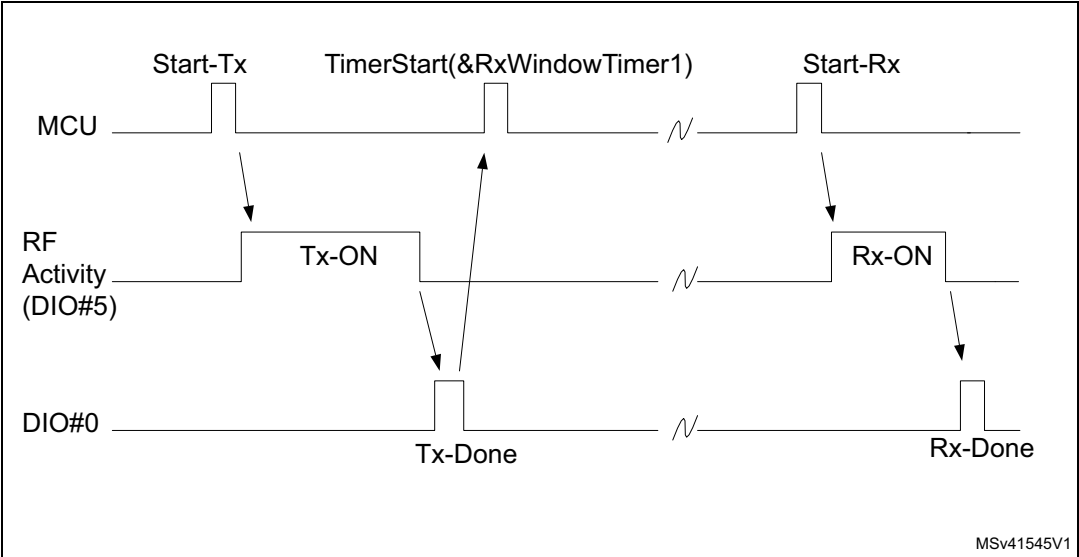 Start-Tx
TimerStart(&RxWindowTimer1)
Start-Rx
MCU
RF
Activity
(DIO#5)
Tx-ON
Rx-ON
DIO#0
Tx-Done
Rx-Done
MSv41545V1